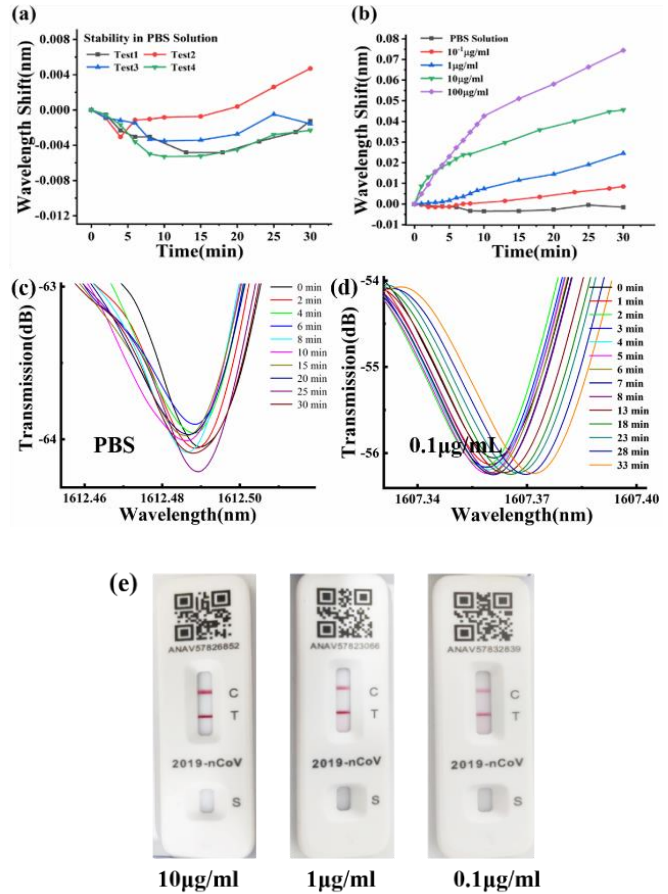 (a)
Stability in PBS Solution
Test1 Test2
Test3 Test4
0.008
0.004
0.000
-0.004
-0.008
-0.012
Wavelength Shift(nm)
0 5 10 15 20 25 30
Time(min)
(b)
PBS Solution
10⁻¹μg/ml
1μg/ml
10μg/ml
100μg/ml
0.09
0.08
0.07
0.06
0.05
0.04
0.03
0.02
0.01
0.00
-0.01
Wavelength Shift(nm)
0 5 10 15 20 25 30
Time(min)
(c)
-63
-64
Transmission(dB)
0 min
2 min
4 min
6 min
8 min
10 min
15 min
20 min
25 min
30 min
PBS
1612.46 1612.48 1612.50
Wavelength(nm)
(d)
-54
-55
-56
Transmission(dB)
0 min
1 min
2 min
3 min
4 min
5 min
6 min
7 min
8 min
13 min
18 min
23 min
28 min
33 min
0.1μg/mL
1607.34 1607.37 1607.40
Wavelength(nm)
(e)
ANAV57826852
C
T
2019-nCoV
S
10μg/ml
ANAV57823066
C
T
2019-nCoV
S
1μg/ml
ANAV57832839
C
T
2019-nCoV
S
0.1μg/ml